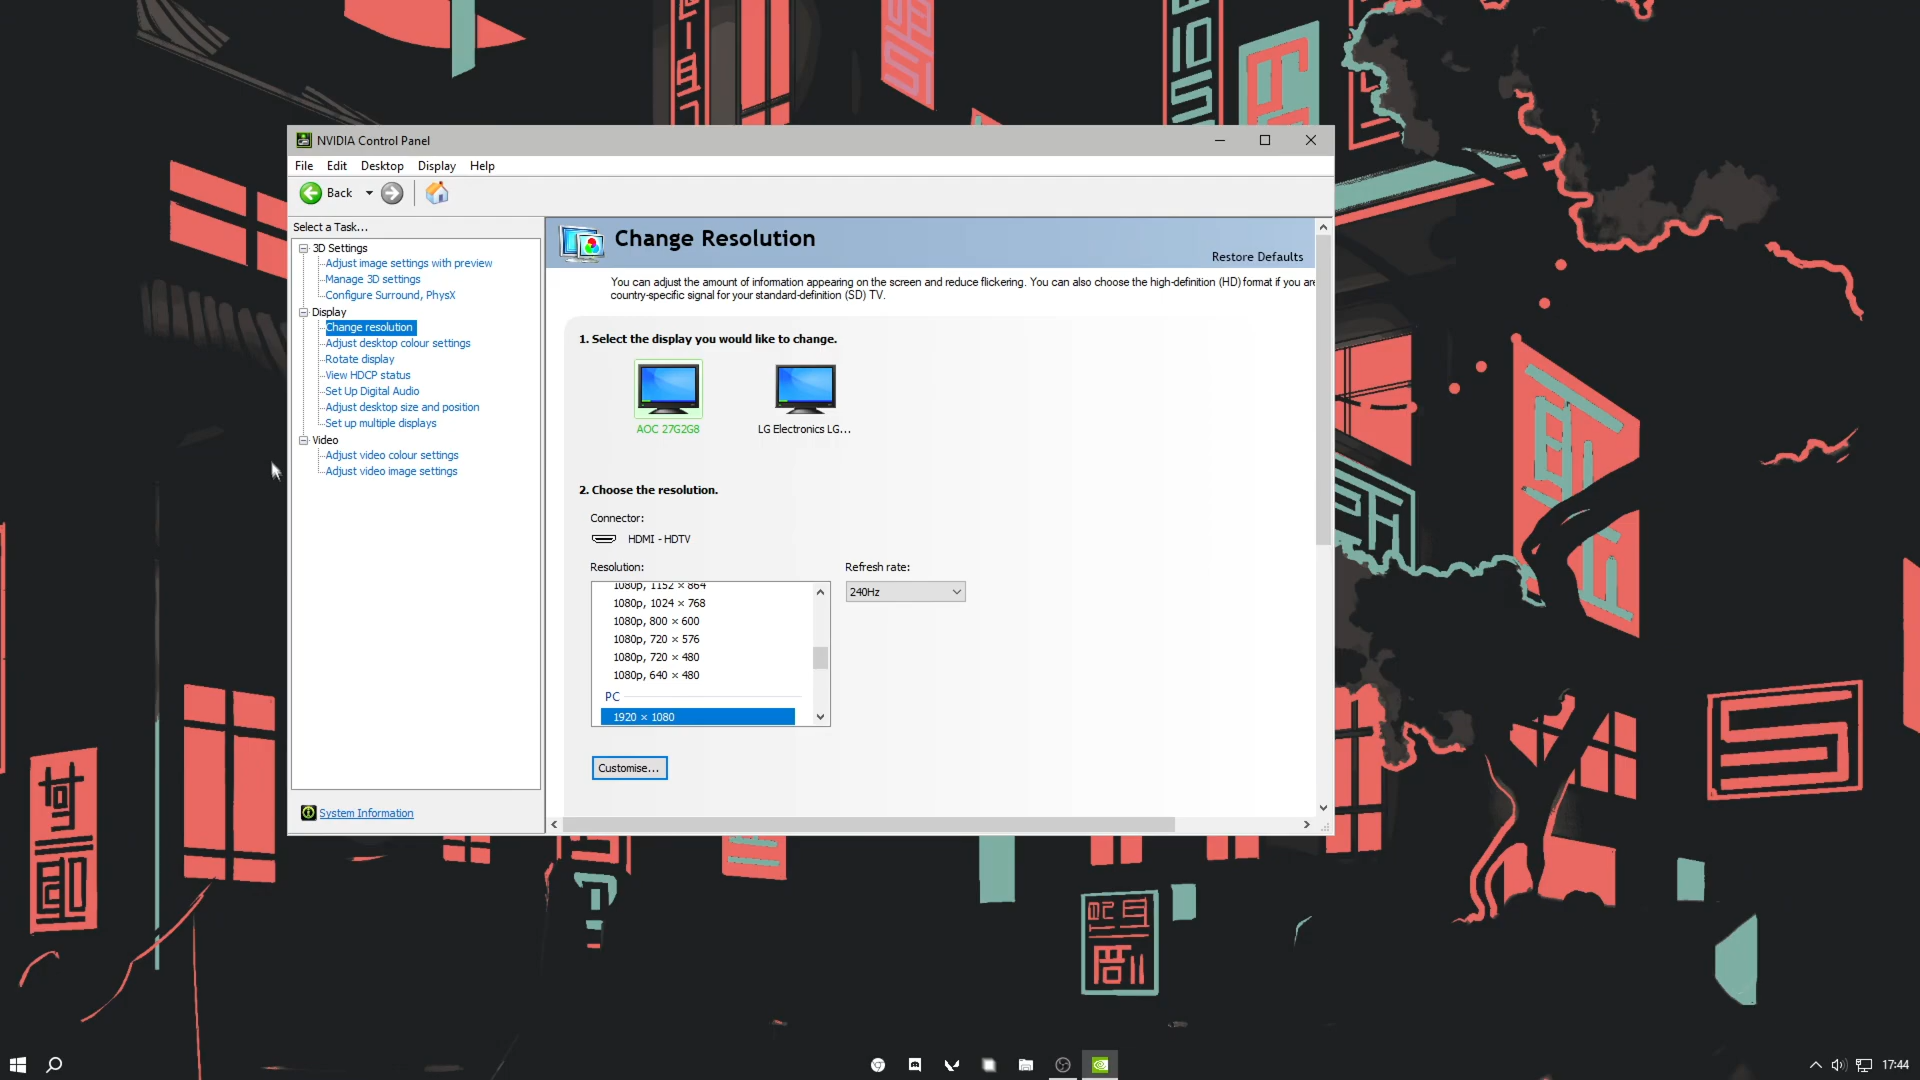 NVIDIA Control Panel
File Edit Desktop Display Help
Back
Select a Task...
3D Settings
Adjust image settings with preview
Manage 3D settings
Configure Surround, PhysX
Display
Change resolution
Adjust desktop colour settings
Rotate display
View HDCP status
Set Up Digital Audio
Adjust desktop size and position
Set up multiple displays
Video
Adjust video colour settings
Adjust video image settings
System Information
Change Resolution
Restore Defaults
You can adjust the amount of information appearing on the screen and reduce flickering. You can also choose the high-definition (HD) format if you are
country-specific signal for your standard-definition (SD) TV.
1. Select the display you would like to change.
AOC 27G2G8
LG Electronics LG...
2. Choose the resolution.
Connector:
HDMI - HDTV
Resolution:
1080p, 1152 × 864
1080p, 1024 × 768
1080p, 800 × 600
1080p, 720 × 576
1080p, 720 × 480
1080p, 640 × 480
PC
1920 × 1080
Refresh rate:
240Hz
Customise...
17:44